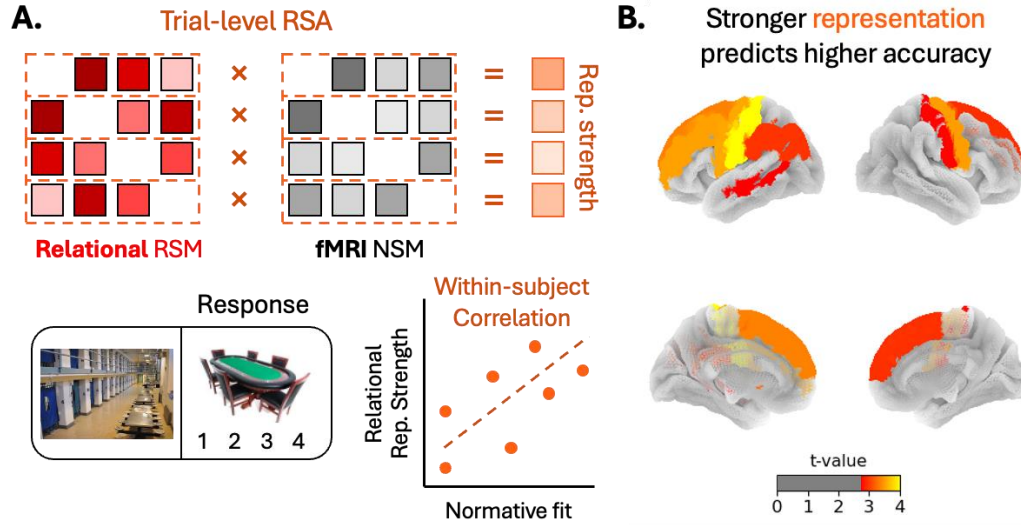 A.
Trial-level RSA
× =
× =
× =
× =
Rep. strength
Relational RSM
fMRI NSM
Response
1 2 3 4
Within-subject
Correlation
Relational
Rep. Strength
Normative fit
B.
Stronger representation
predicts higher accuracy
t-value
0 1 2 3 4